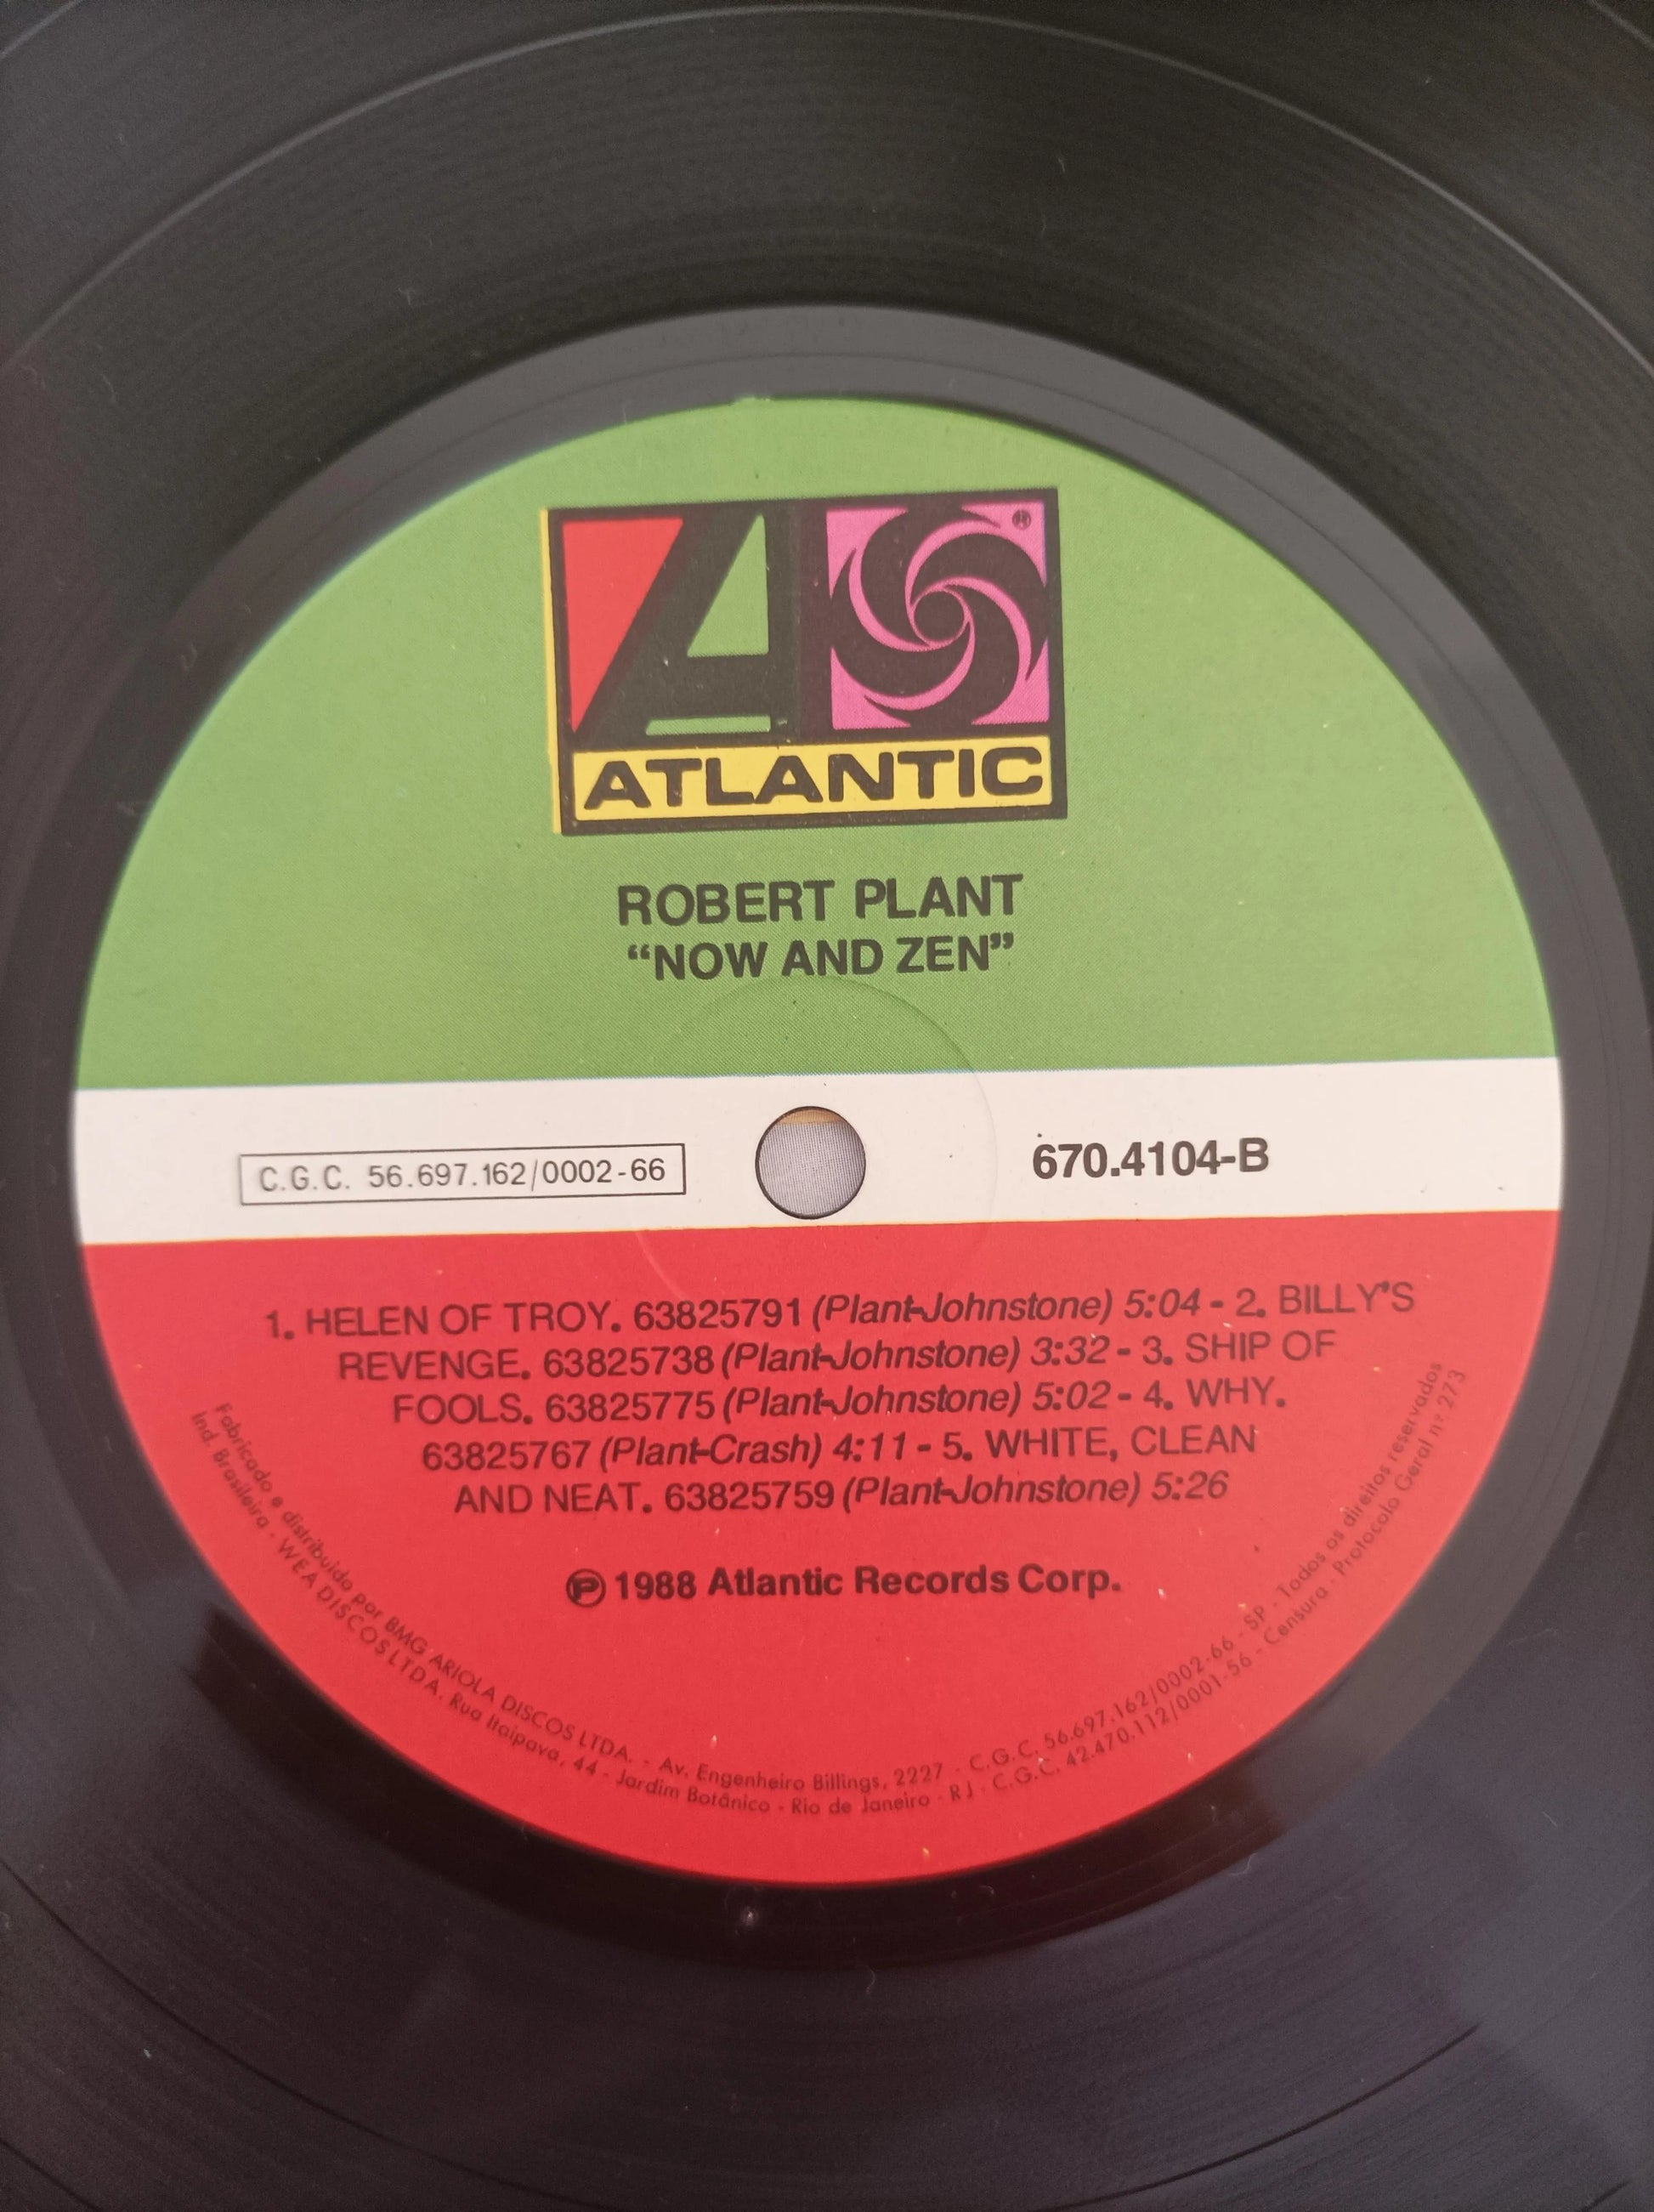 ®
ATLANTIC
ROBERT PLANT
“NOW AND ZEN”
C.G.C. 56.697.162/0002-66
670.4104-B
1. HELEN OF TROY. 63825791 (Plant-Johnstone) 5:04 - 2. BILLY’S
REVENGE. 63825738 (Plant-Johnstone) 3:32 - 3. SHIP OF
FOOLS. 63825775 (Plant-Johnstone) 5:02 - 4. WHY.
63825767 (Plant-Crash) 4:11 - 5. WHITE, CLEAN
AND NEAT. 63825759 (Plant-Johnstone) 5:26
℗ 1988 Atlantic Records Corp.
Fabricado e distribuído por BMG ARIOLA DISCOS LTDA. - Av. Engenheiro Billings, 2227 - C.G.C. 56.697.162/0002-66 - SP - Todos os direitos reservados
Ind. Brasileira - WEA DISCOS LTDA. Rua Itaipava, 44 - Jardim Botânico - Rio de Janeiro - RJ - C.G.C. 42.470.112/0001-56 - Censura - Protocolo Geral nº 273